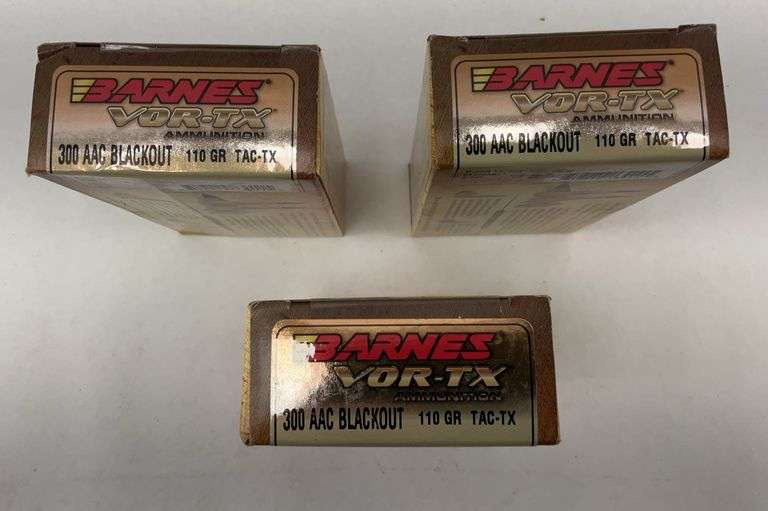 BARNES®
VOR-TX
AMMUNITION
300 AAC BLACKOUT 110 GR TAC-TX
BARNES®
VOR-TX
AMMUNITION
300 AAC BLACKOUT 110 GR TAC-TX
BARNES®
VOR-TX
AMMUNITION
300 AAC BLACKOUT 110 GR TAC-TX